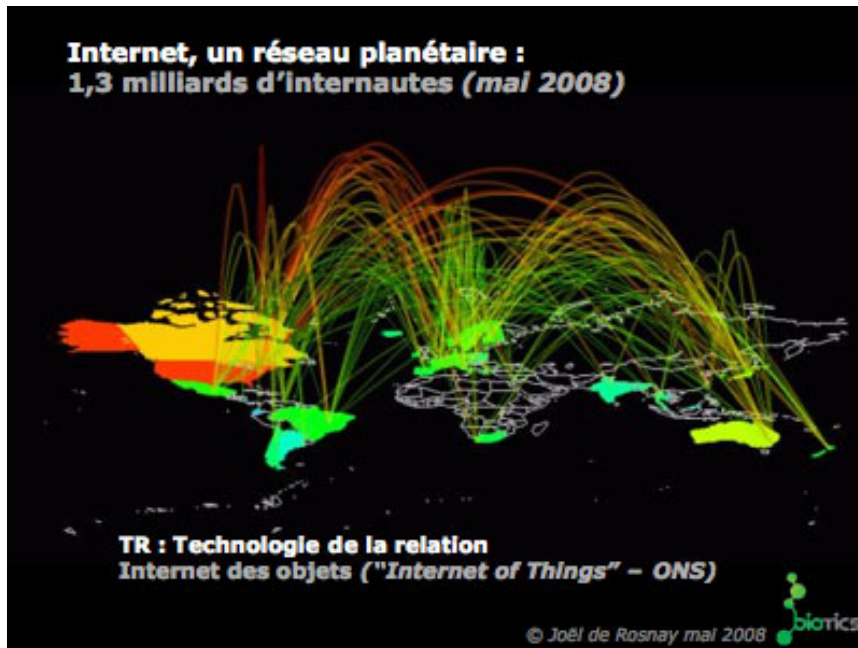 Internet, un réseau planétaire :
1,3 milliards d'internautes (mai 2008)
TR : Technologie de la relation
Internet des objets ("Internet of Things" – ONS)
© Joël de Rosnay mai 2008
biotics